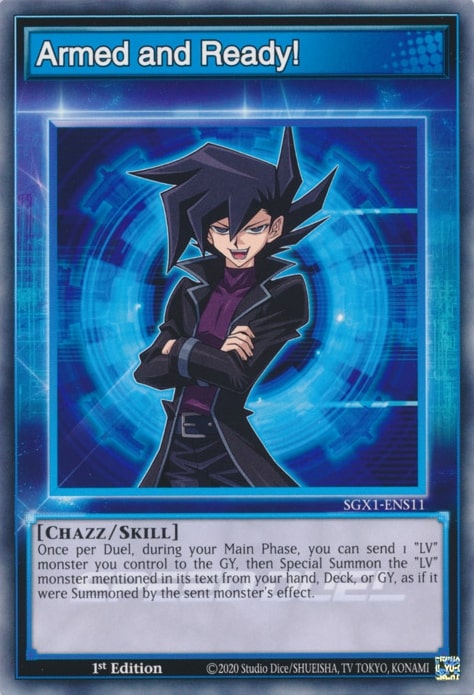 Armed and Ready!
SGX1-ENS11
[CHAZZ/SKILL]
Once per Duel, during your Main Phase, you can send 1 "LV"
monster you control to the GY, then Special Summon the "LV"
monster mentioned in its text from your hand, Deck, or GY, as if it
were Summoned by the sent monster's effect.
1st Edition
©2020 Studio Dice/SHUEISHA, TV TOKYO, KONAMI